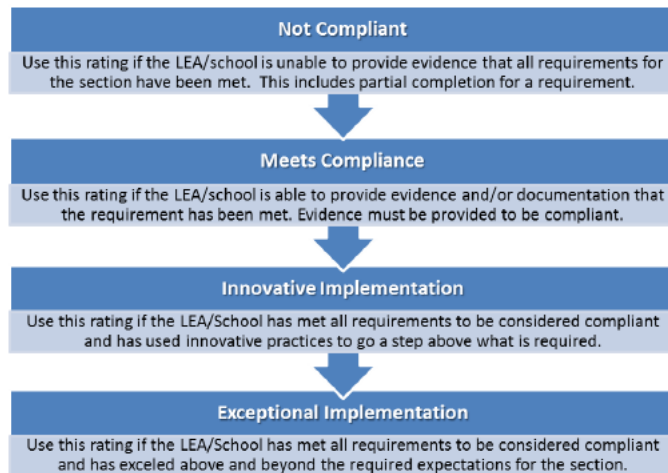 Not Compliant
Use this rating if the LEA/school is unable to provide evidence that all requirements for
the section have been met.  This includes partial completion for a requirement.
Meets Compliance
Use this rating if the LEA/school is able to provide evidence and/or documentation that
the requirement has been met. Evidence must be provided to be compliant.
Innovative Implementation
Use this rating if the LEA/School has met all requirements to be considered compliant
and has used innovative practices to go a step above what is required.
Exceptional Implementation
Use this rating if the LEA/School has met all requirements to be considered compliant
and has exceled above and beyond the required expectations for the section.